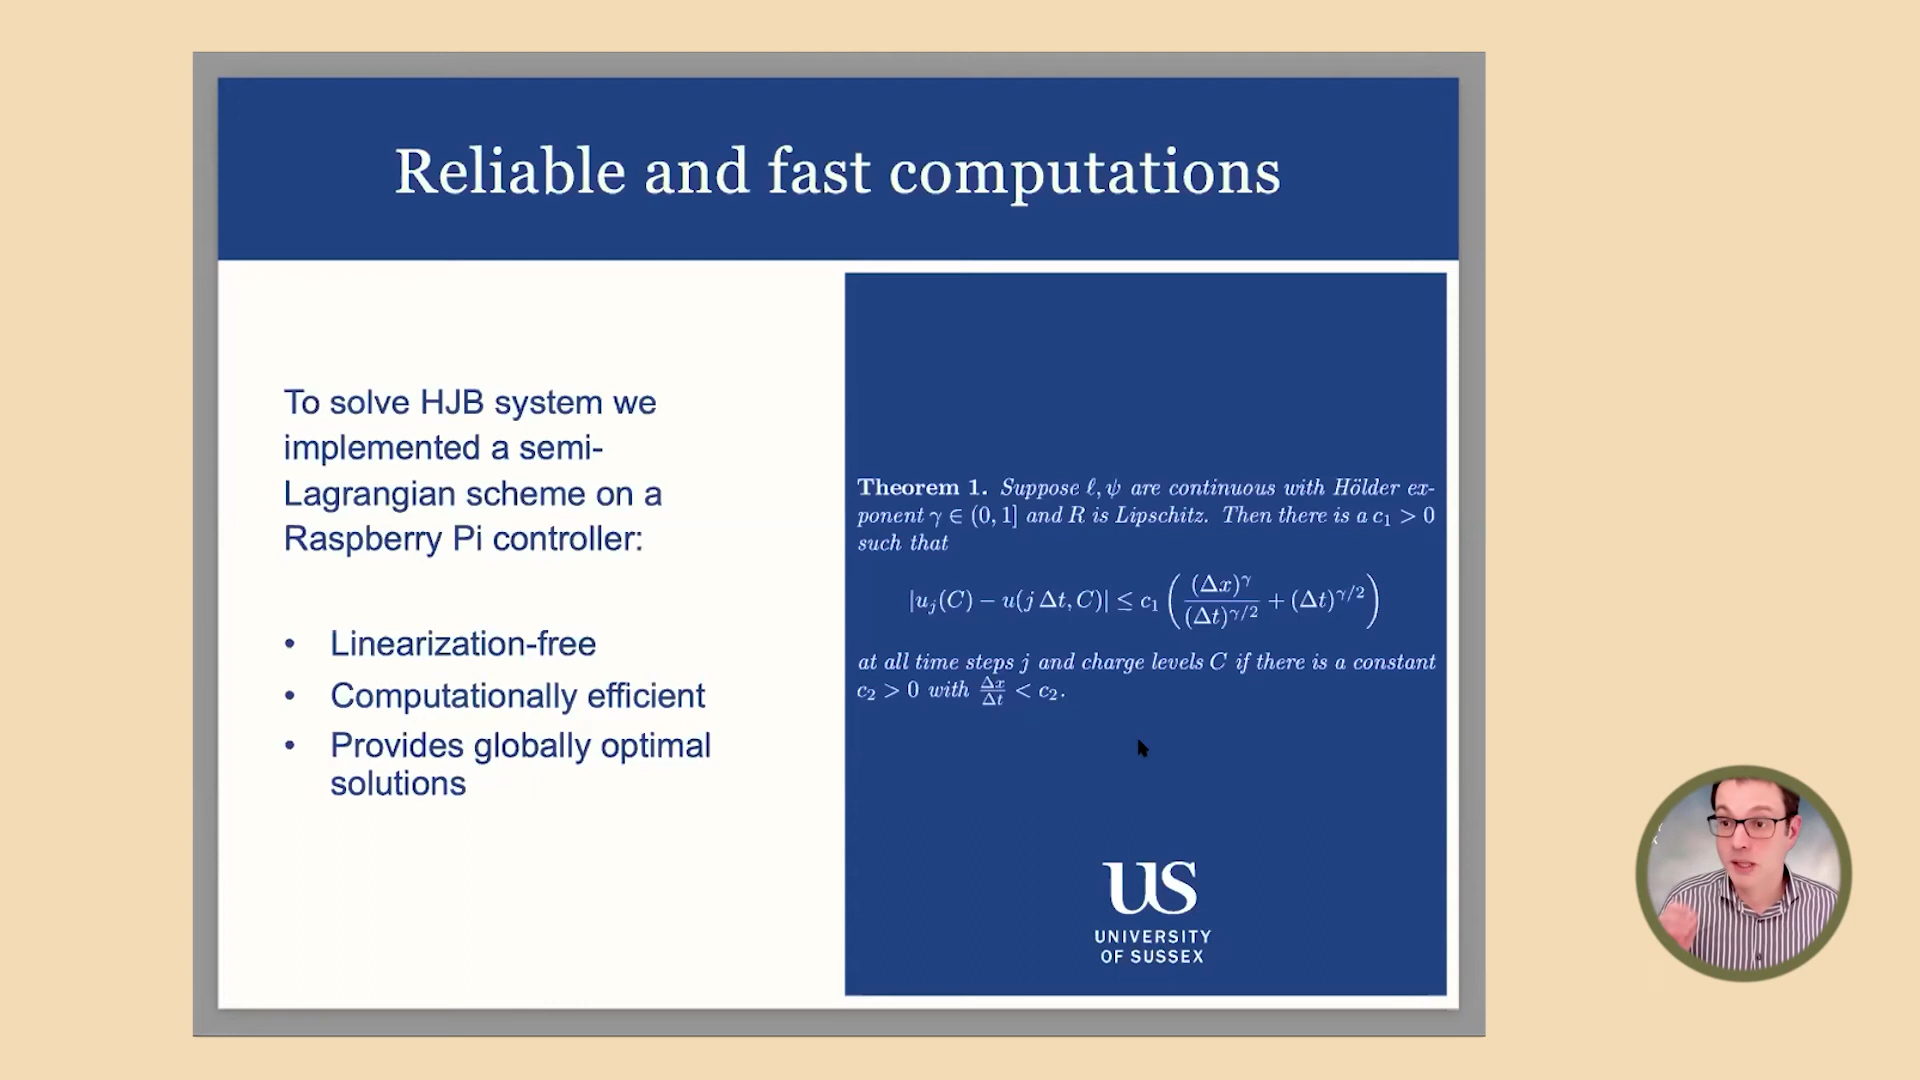 Reliable and fast computations
To solve HJB system we
implemented a semi-
Lagrangian scheme on a
Raspberry Pi controller:
• Linearization-free
• Computationally efficient
• Provides globally optimal
solutions
Theorem 1. Suppose ℓ, ψ are continuous with Hölder ex-
ponent γ ∈ (0, 1] and R is Lipschitz. Then there is a c₁ > 0
such that
|u_j(C) − u(j Δt, C)| ≤ c₁ ( (Δx)^γ / (Δt)^{γ/2} + (Δt)^{γ/2} )
at all time steps j and charge levels C if there is a constant
c₂ > 0 with Δx/Δt < c₂.
US
UNIVERSITY
OF SUSSEX